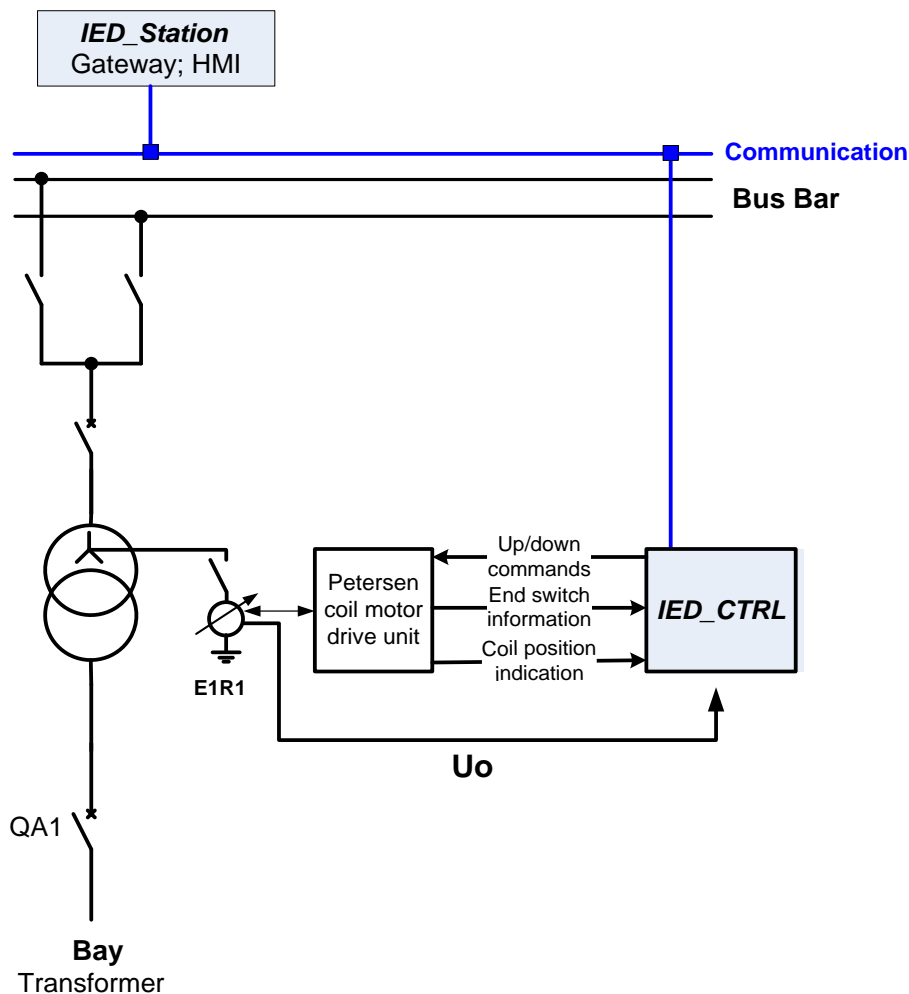 IED_Station
Gateway; HMI
Communication
Bus Bar
Up/down
commands
Petersen
coil motor
drive unit
End switch
information
IED_CTRL
Coil position
indication
E1R1
Uo
QA1
Bay
Transformer